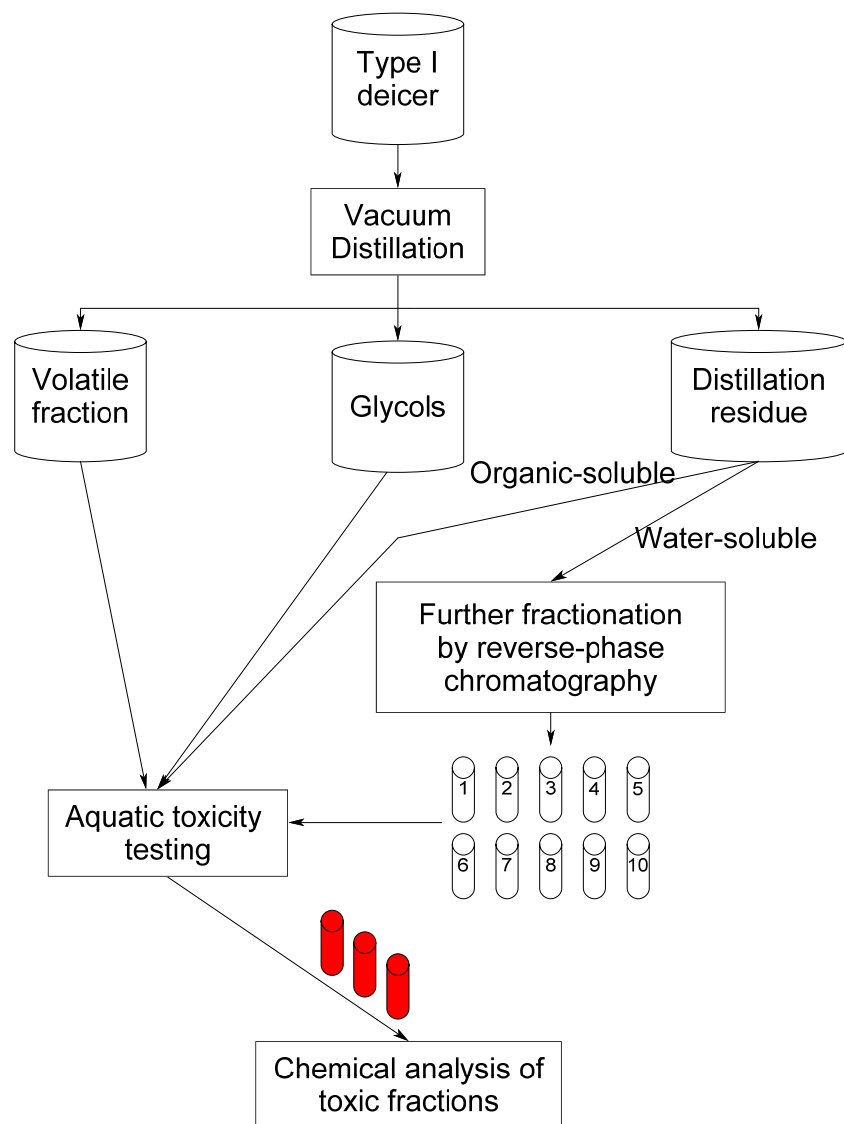 Type I
deicer
Vacuum
Distillation
Volatile
fraction
Glycols
Distillation
residue
Organic-soluble
Water-soluble
Further fractionation
by reverse-phase
chromatography
1 2 3 4 5
6 7 8 9 10
Aquatic toxicity
testing
Chemical analysis of
toxic fractions